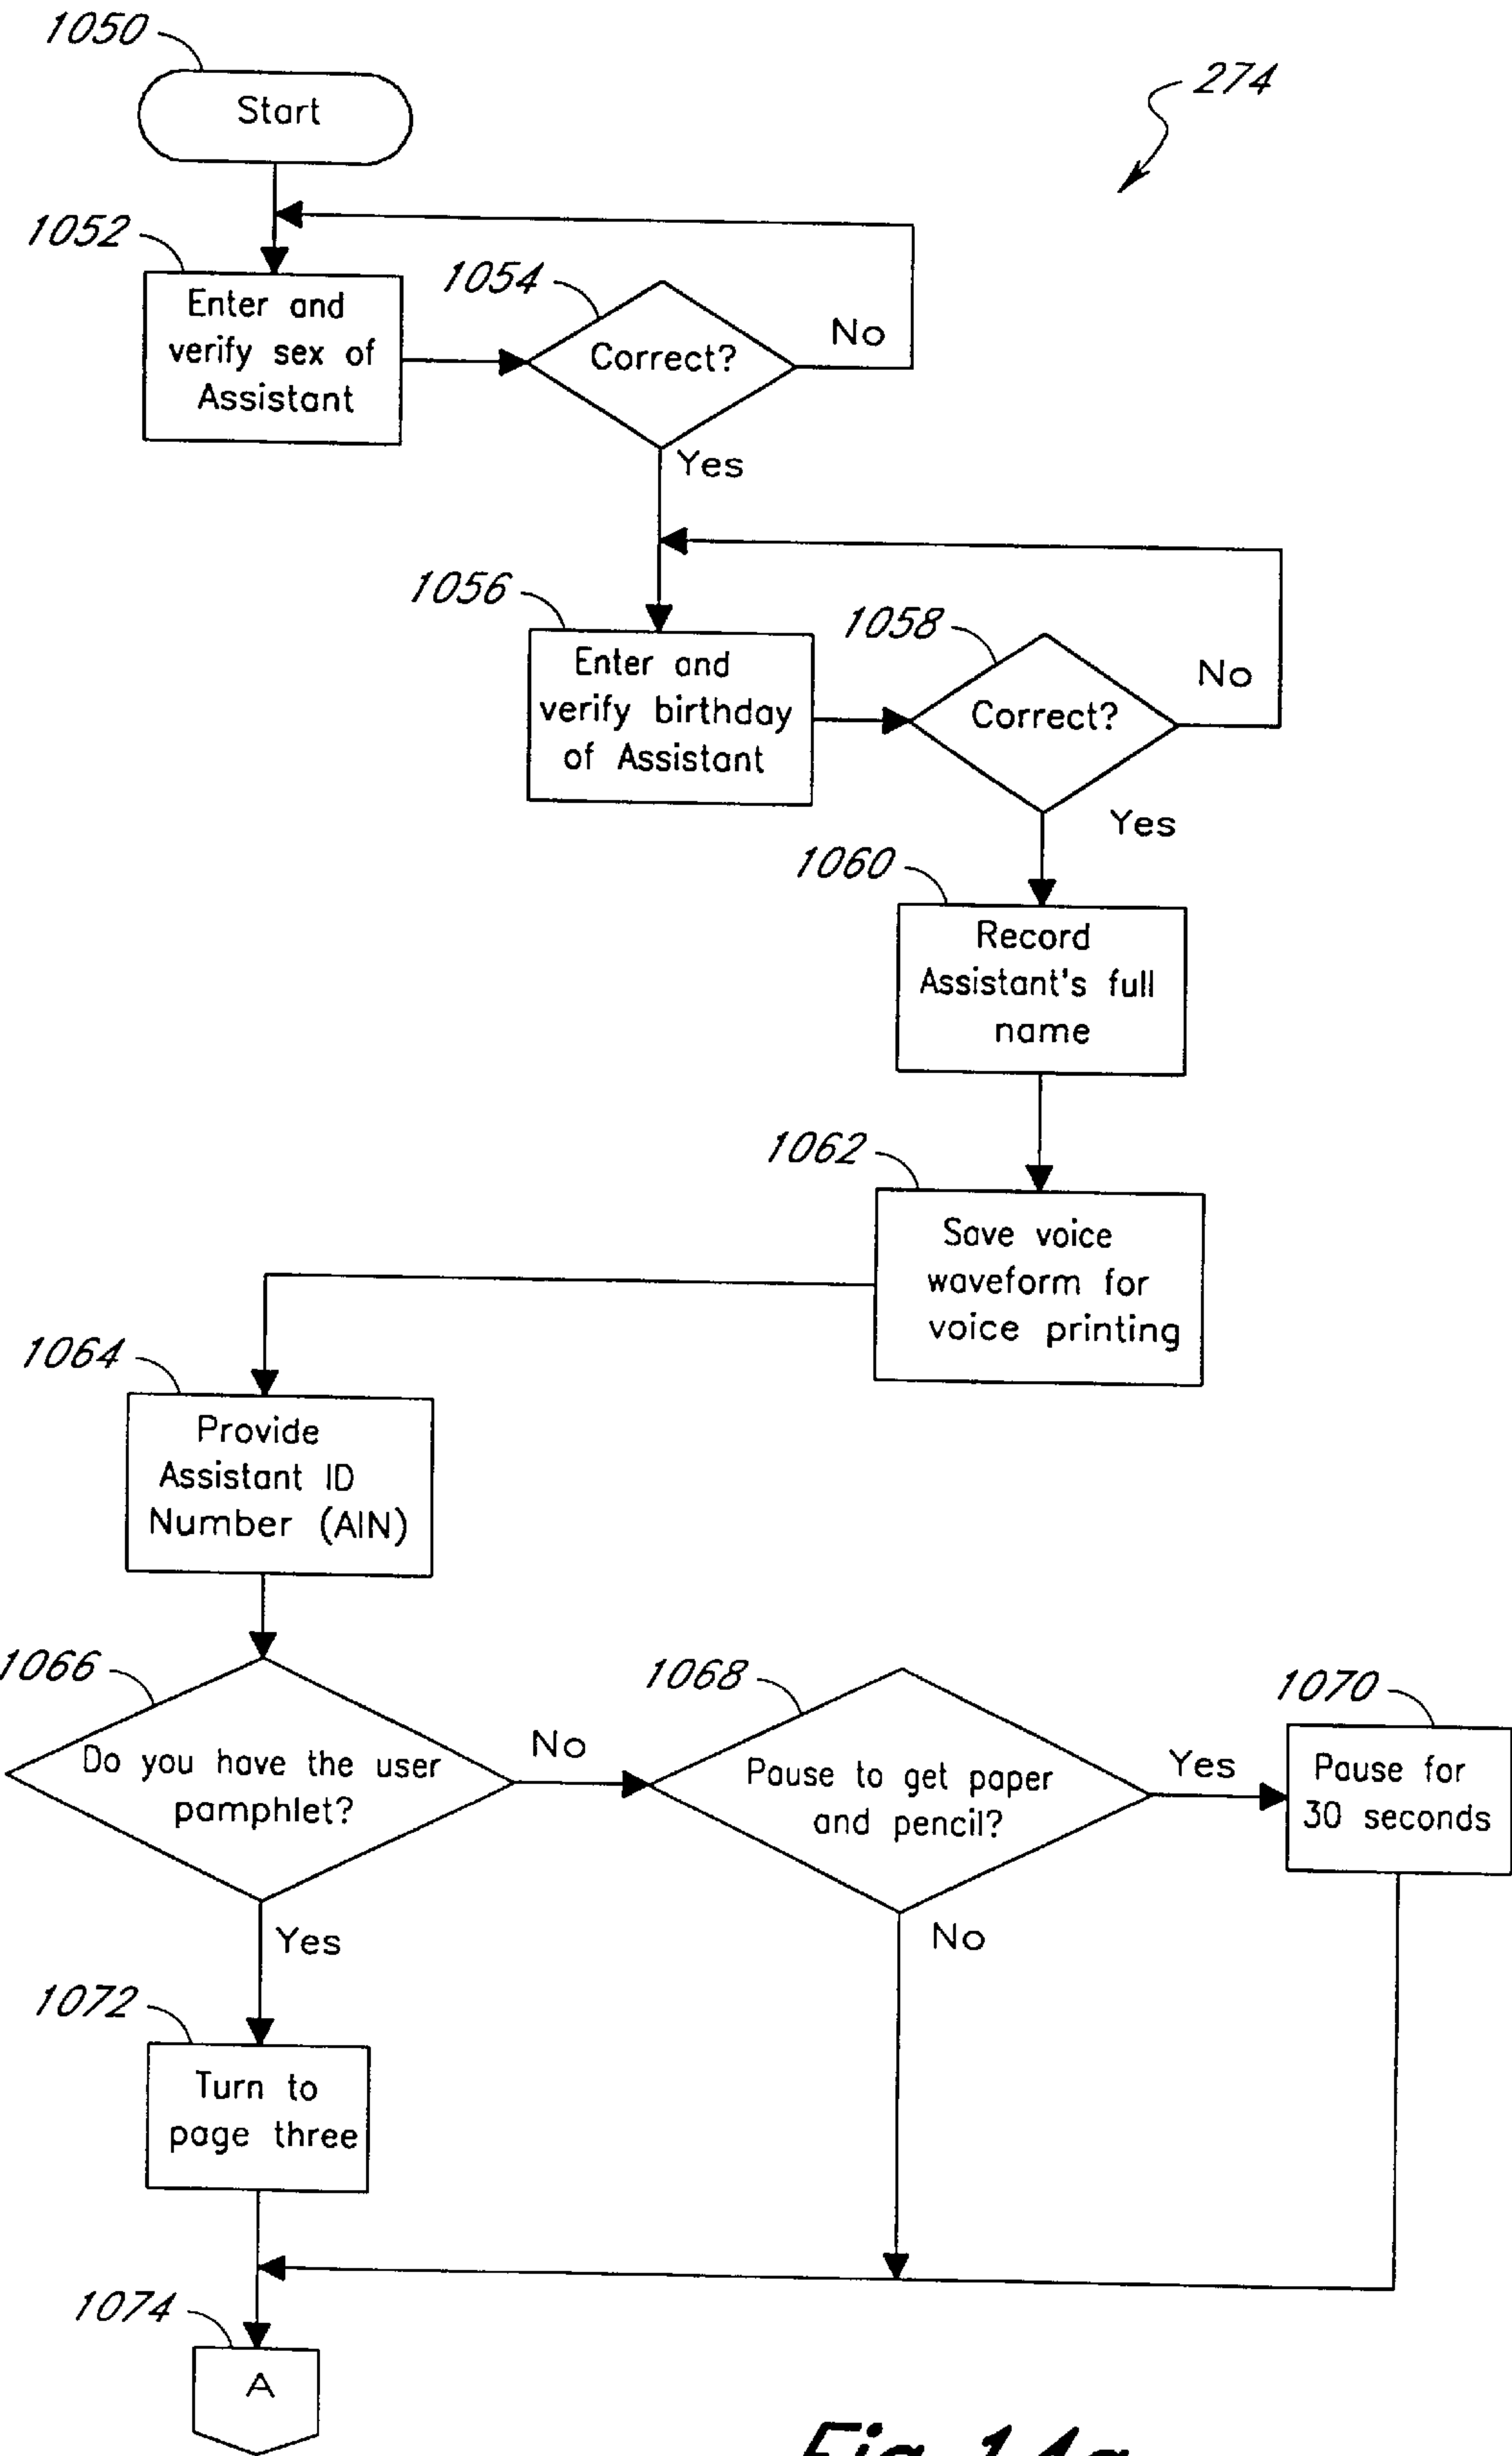 1050
Start
274
1052
Enter and
verify sex of
Assistant
1054
Correct?
No
Yes
1056
Enter and
verify birthday
of Assistant
1058
Correct?
No
Yes
1060
Record
Assistant's full
name
1062
Save voice
waveform for
voice printing
1064
Provide
Assistant ID
Number (AIN)
1066
Do you have the user
pamphlet?
No
1068
Pause to get paper
and pencil?
Yes
1070
Pause for
30 seconds
Yes
No
1072
Turn to
page three
1074
A
Fig. 14a